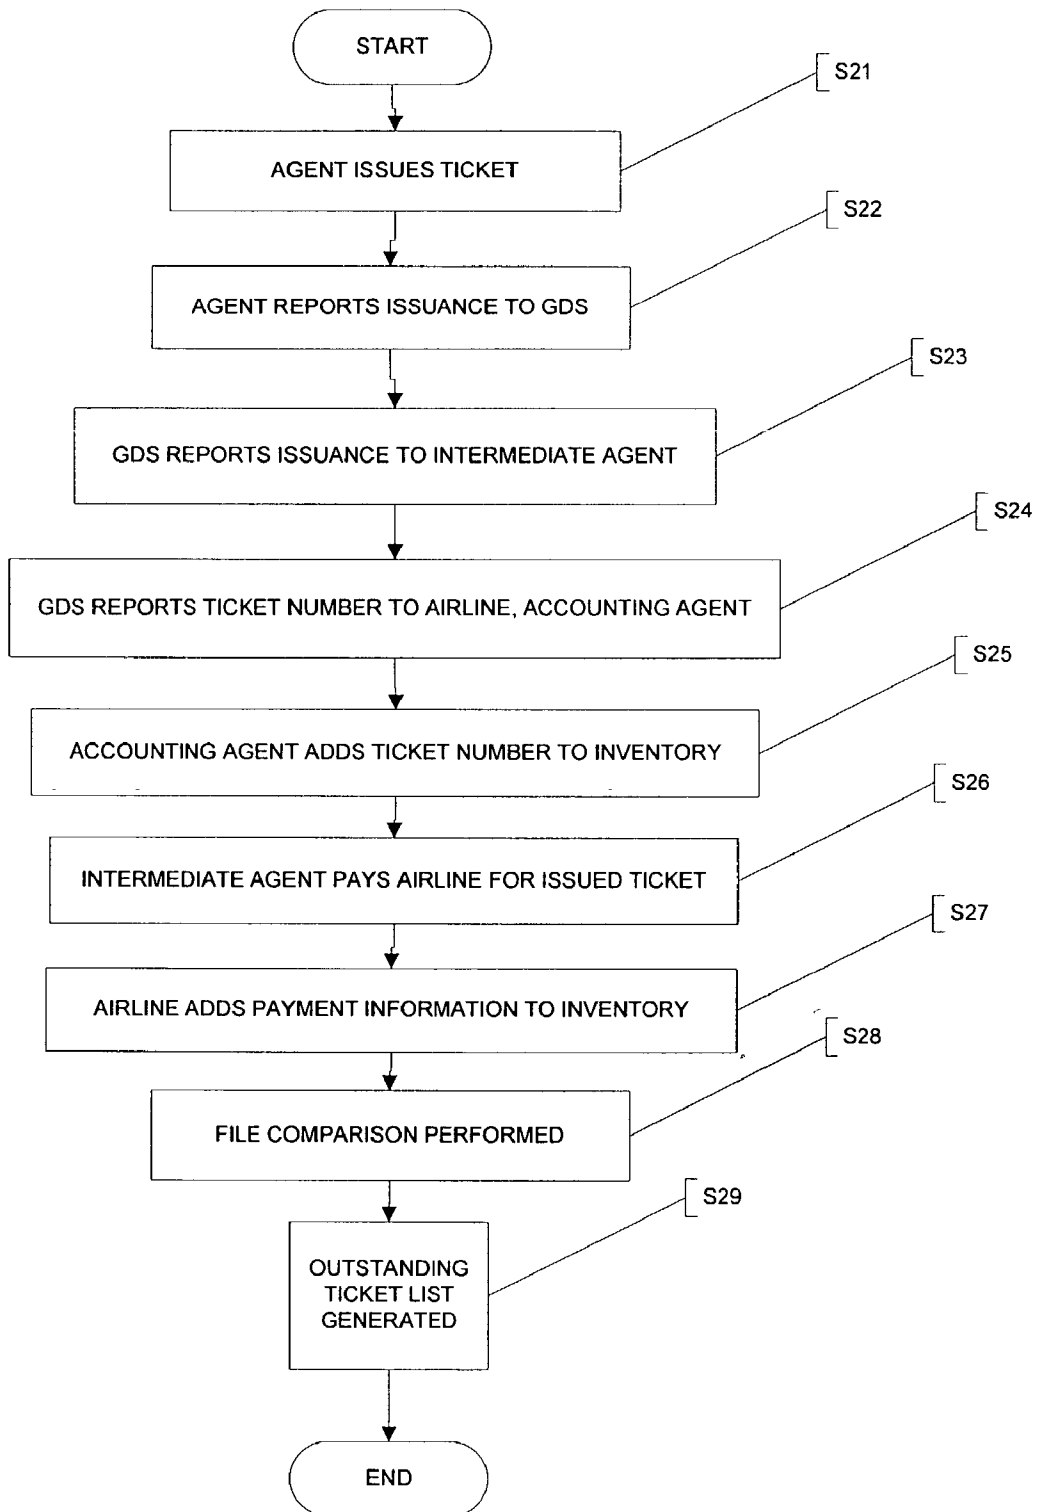 START
S21
AGENT ISSUES TICKET
S22
AGENT REPORTS ISSUANCE TO GDS
S23
GDS REPORTS ISSUANCE TO INTERMEDIATE AGENT
S24
GDS REPORTS TICKET NUMBER TO AIRLINE, ACCOUNTING AGENT
S25
ACCOUNTING AGENT ADDS TICKET NUMBER TO INVENTORY
S26
INTERMEDIATE AGENT PAYS AIRLINE FOR ISSUED TICKET
S27
AIRLINE ADDS PAYMENT INFORMATION TO INVENTORY
S28
FILE COMPARISON PERFORMED
S29
OUTSTANDING
TICKET LIST
GENERATED
END